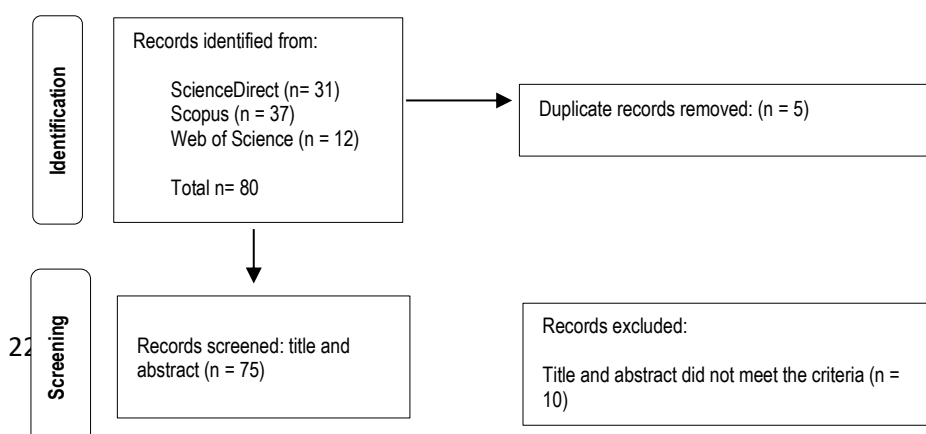 Identification
Records identified from:
ScienceDirect (n= 31)
Scopus (n = 37)
Web of Science (n = 12)
Total n= 80
Duplicate records removed: (n = 5)
Screening
22
Records screened: title and
abstract (n = 75)
Records excluded:
Title and abstract did not meet the criteria (n =
10)